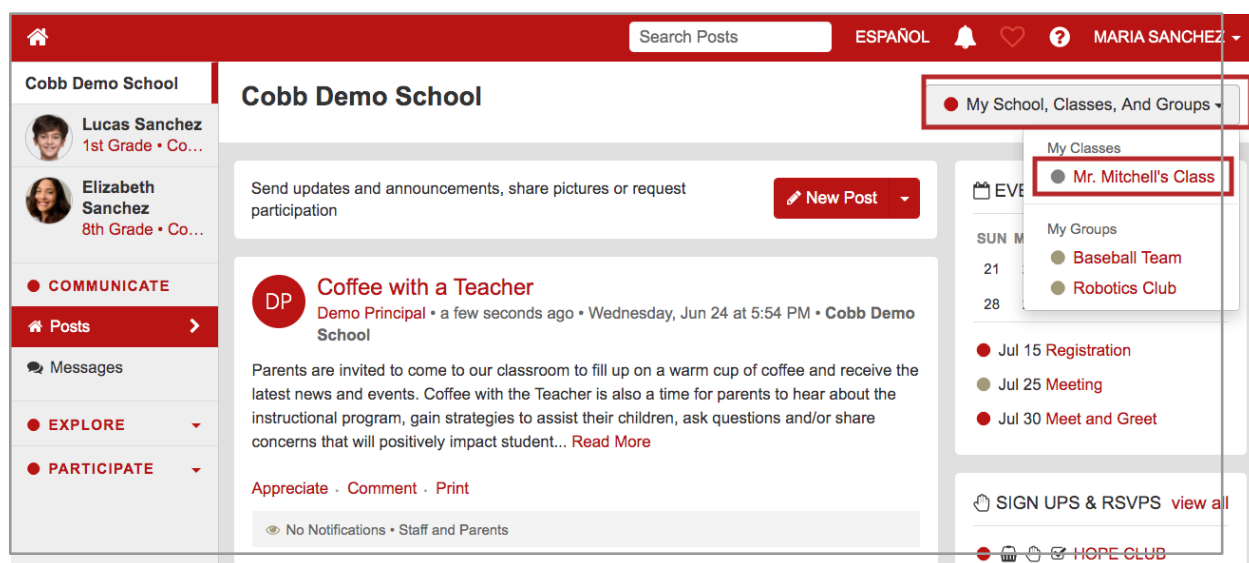 Search Posts
ESPAÑOL
MARIA SANCHEZ
Cobb Demo School
Lucas Sanchez
1st Grade • Co...
Elizabeth
Sanchez
8th Grade • Co...
COMMUNICATE
Posts
Messages
EXPLORE
PARTICIPATE
Cobb Demo School
My School, Classes, And Groups
My Classes
Mr. Mitchell's Class
My Groups
Baseball Team
Robotics Club
Send updates and announcements, share pictures or request
participation
New Post
DP
Coffee with a Teacher
Demo Principal • a few seconds ago • Wednesday, Jun 24 at 5:54 PM • Cobb Demo
School
Parents are invited to come to our classroom to fill up on a warm cup of coffee and receive the
latest news and events. Coffee with the Teacher is also a time for parents to hear about the
instructional program, gain strategies to assist their children, ask questions and/or share
concerns that will positively impact student... Read More
Appreciate · Comment · Print
No Notifications • Staff and Parents
SUN
21
28
Jul 15 Registration
Jul 25 Meeting
Jul 30 Meet and Greet
SIGN UPS & RSVPS view all
HOPE CLUB